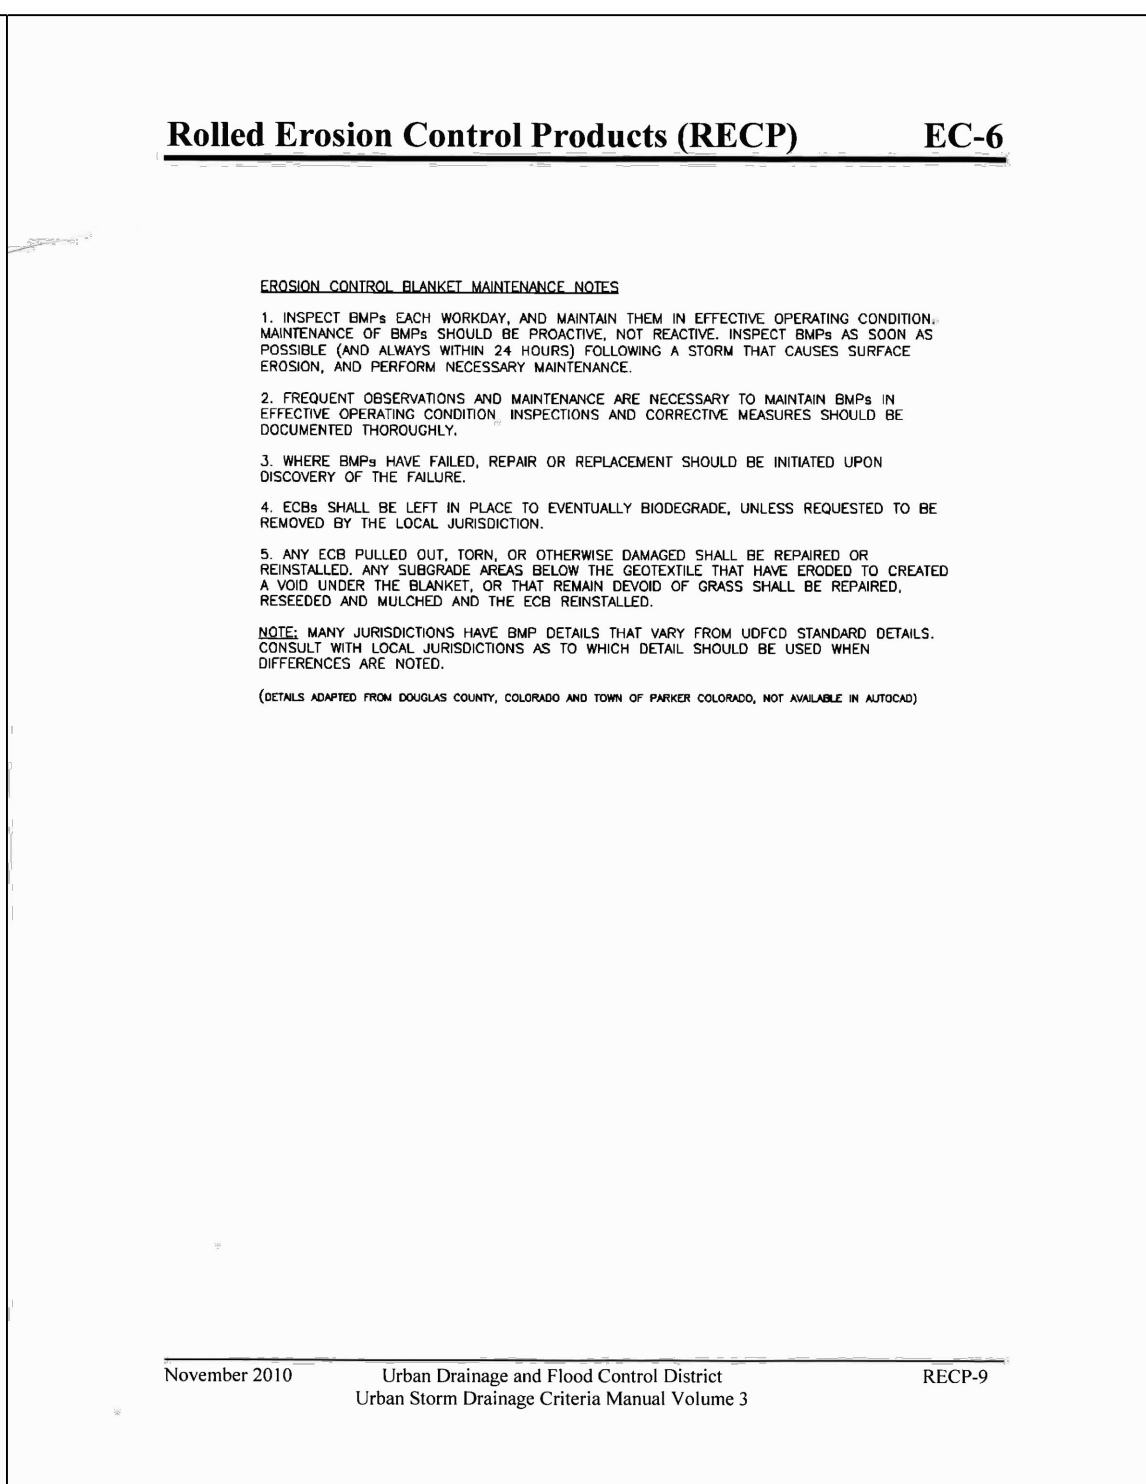 Rolled Erosion Control Products (RECP) EC-6
EROSION CONTROL BLANKET MAINTENANCE NOTES
1. INSPECT BMPs EACH WORKDAY, AND MAINTAIN THEM IN EFFECTIVE OPERATING CONDITION.
MAINTENANCE OF BMPs SHOULD BE PROACTIVE, NOT REACTIVE. INSPECT BMPs AS SOON AS
POSSIBLE (AND ALWAYS WITHIN 24 HOURS) FOLLOWING A STORM THAT CAUSES SURFACE
EROSION, AND PERFORM NECESSARY MAINTENANCE.
2. FREQUENT OBSERVATIONS AND MAINTENANCE ARE NECESSARY TO MAINTAIN BMPs IN
EFFECTIVE OPERATING CONDITION. INSPECTIONS AND CORRECTIVE MEASURES SHOULD BE
DOCUMENTED THOROUGHLY.
3. WHERE BMPs HAVE FAILED, REPAIR OR REPLACEMENT SHOULD BE INITIATED UPON
DISCOVERY OF THE FAILURE.
4. ECBs SHALL BE LEFT IN PLACE TO EVENTUALLY BIODEGRADE, UNLESS REQUESTED TO BE
REMOVED BY THE LOCAL JURISDICTION.
5. ANY ECB PULLED OUT, TORN, OR OTHERWISE DAMAGED SHALL BE REPAIRED OR
REINSTALLED. ANY SUBGRADE AREAS BELOW THE GEOTEXTILE THAT HAVE ERODED TO CREATED
A VOID UNDER THE BLANKET, OR THAT REMAIN DEVOID OF GRASS SHALL BE REPAIRED,
RESEEDED AND MULCHED AND THE ECB REINSTALLED.
NOTE: MANY JURISDICTIONS HAVE BMP DETAILS THAT VARY FROM UDFCD STANDARD DETAILS.
CONSULT WITH LOCAL JURISDICTIONS AS TO WHICH DETAIL SHOULD BE USED WHEN
DIFFERENCES ARE NOTED.
(DETAILS ADAPTED FROM DOUGLAS COUNTY, COLORADO AND TOWN OF PARKER COLORADO, NOT AVAILABLE IN AUTOCAD)
November 2010 Urban Drainage and Flood Control District RECP-9
Urban Storm Drainage Criteria Manual Volume 3